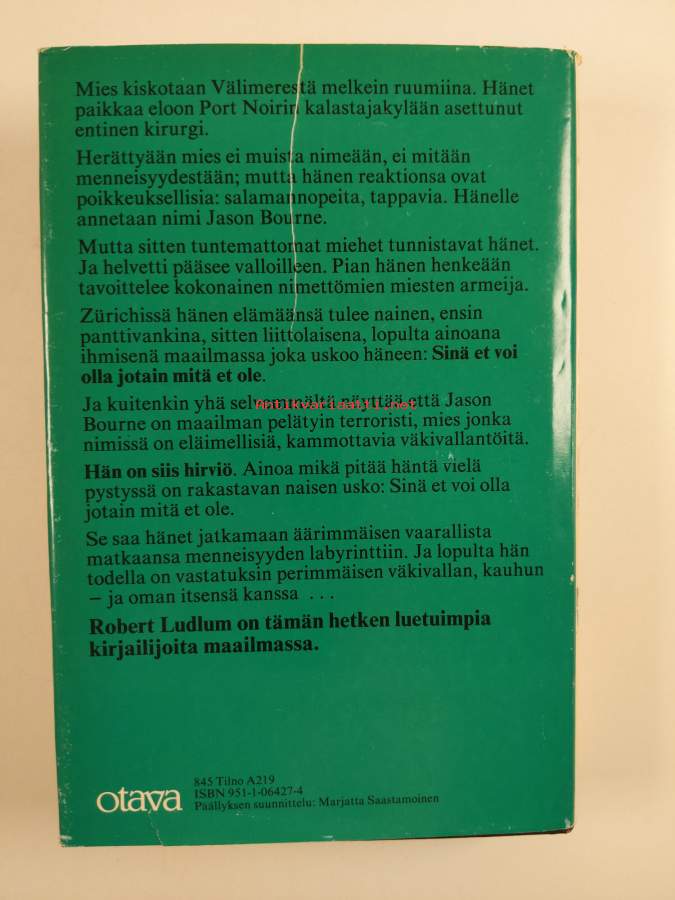 Mies kiskotaan Välimerestä melkein ruumiina. Hänet
paikkaa eloon Port Noirin kalastajakylään asettunut
entinen kirurgi.
Herättyään mies ei muista nimeään, ei mitään
menneisyydestään; mutta hänen reaktionsa ovat
poikkeuksellisia: salamannopeita, tappavia. Hänelle
annetaan nimi Jason Bourne.
Mutta sitten tuntemattomat miehet tunnistavat hänet.
Ja helvetti pääsee valloilleen. Pian hänen henkeään
tavoittelee kokonainen nimettömien miesten armeija.
Zürichissä hänen elämäänsä tulee nainen, ensin
panttivankina, sitten liittolaisena, lopulta ainoana
ihmisenä maailmassa joka uskoo häneen: Sinä et voi
olla jotain mitä et ole.
Ja kuitenkin yhä selvemmältä näyttää että Jason
Antikvariaatti.net
Bourne on maailman pelätyin terroristi, mies jonka
nimissä on eläimellisiä, kammottavia väkivallantöitä.
Hän on siis hirviö. Ainoa mikä pitää häntä vielä
pystyssä on rakastavan naisen usko: Sinä et voi olla
jotain mitä et ole.
Se saa hänet jatkamaan äärimmäisen vaarallista
matkaansa menneisyyden labyrinttiin. Ja lopulta hän
todella on vastatuksin perimmäisen väkivallan, kauhun
– ja oman itsensä kanssa ...
Robert Ludlum on tämän hetken luetuimpia
kirjailijoita maailmassa.
otava
845 Tilno A219
ISBN 951-1-06427-4
Päällyksen suunnittelu: Marjatta Saastamoinen